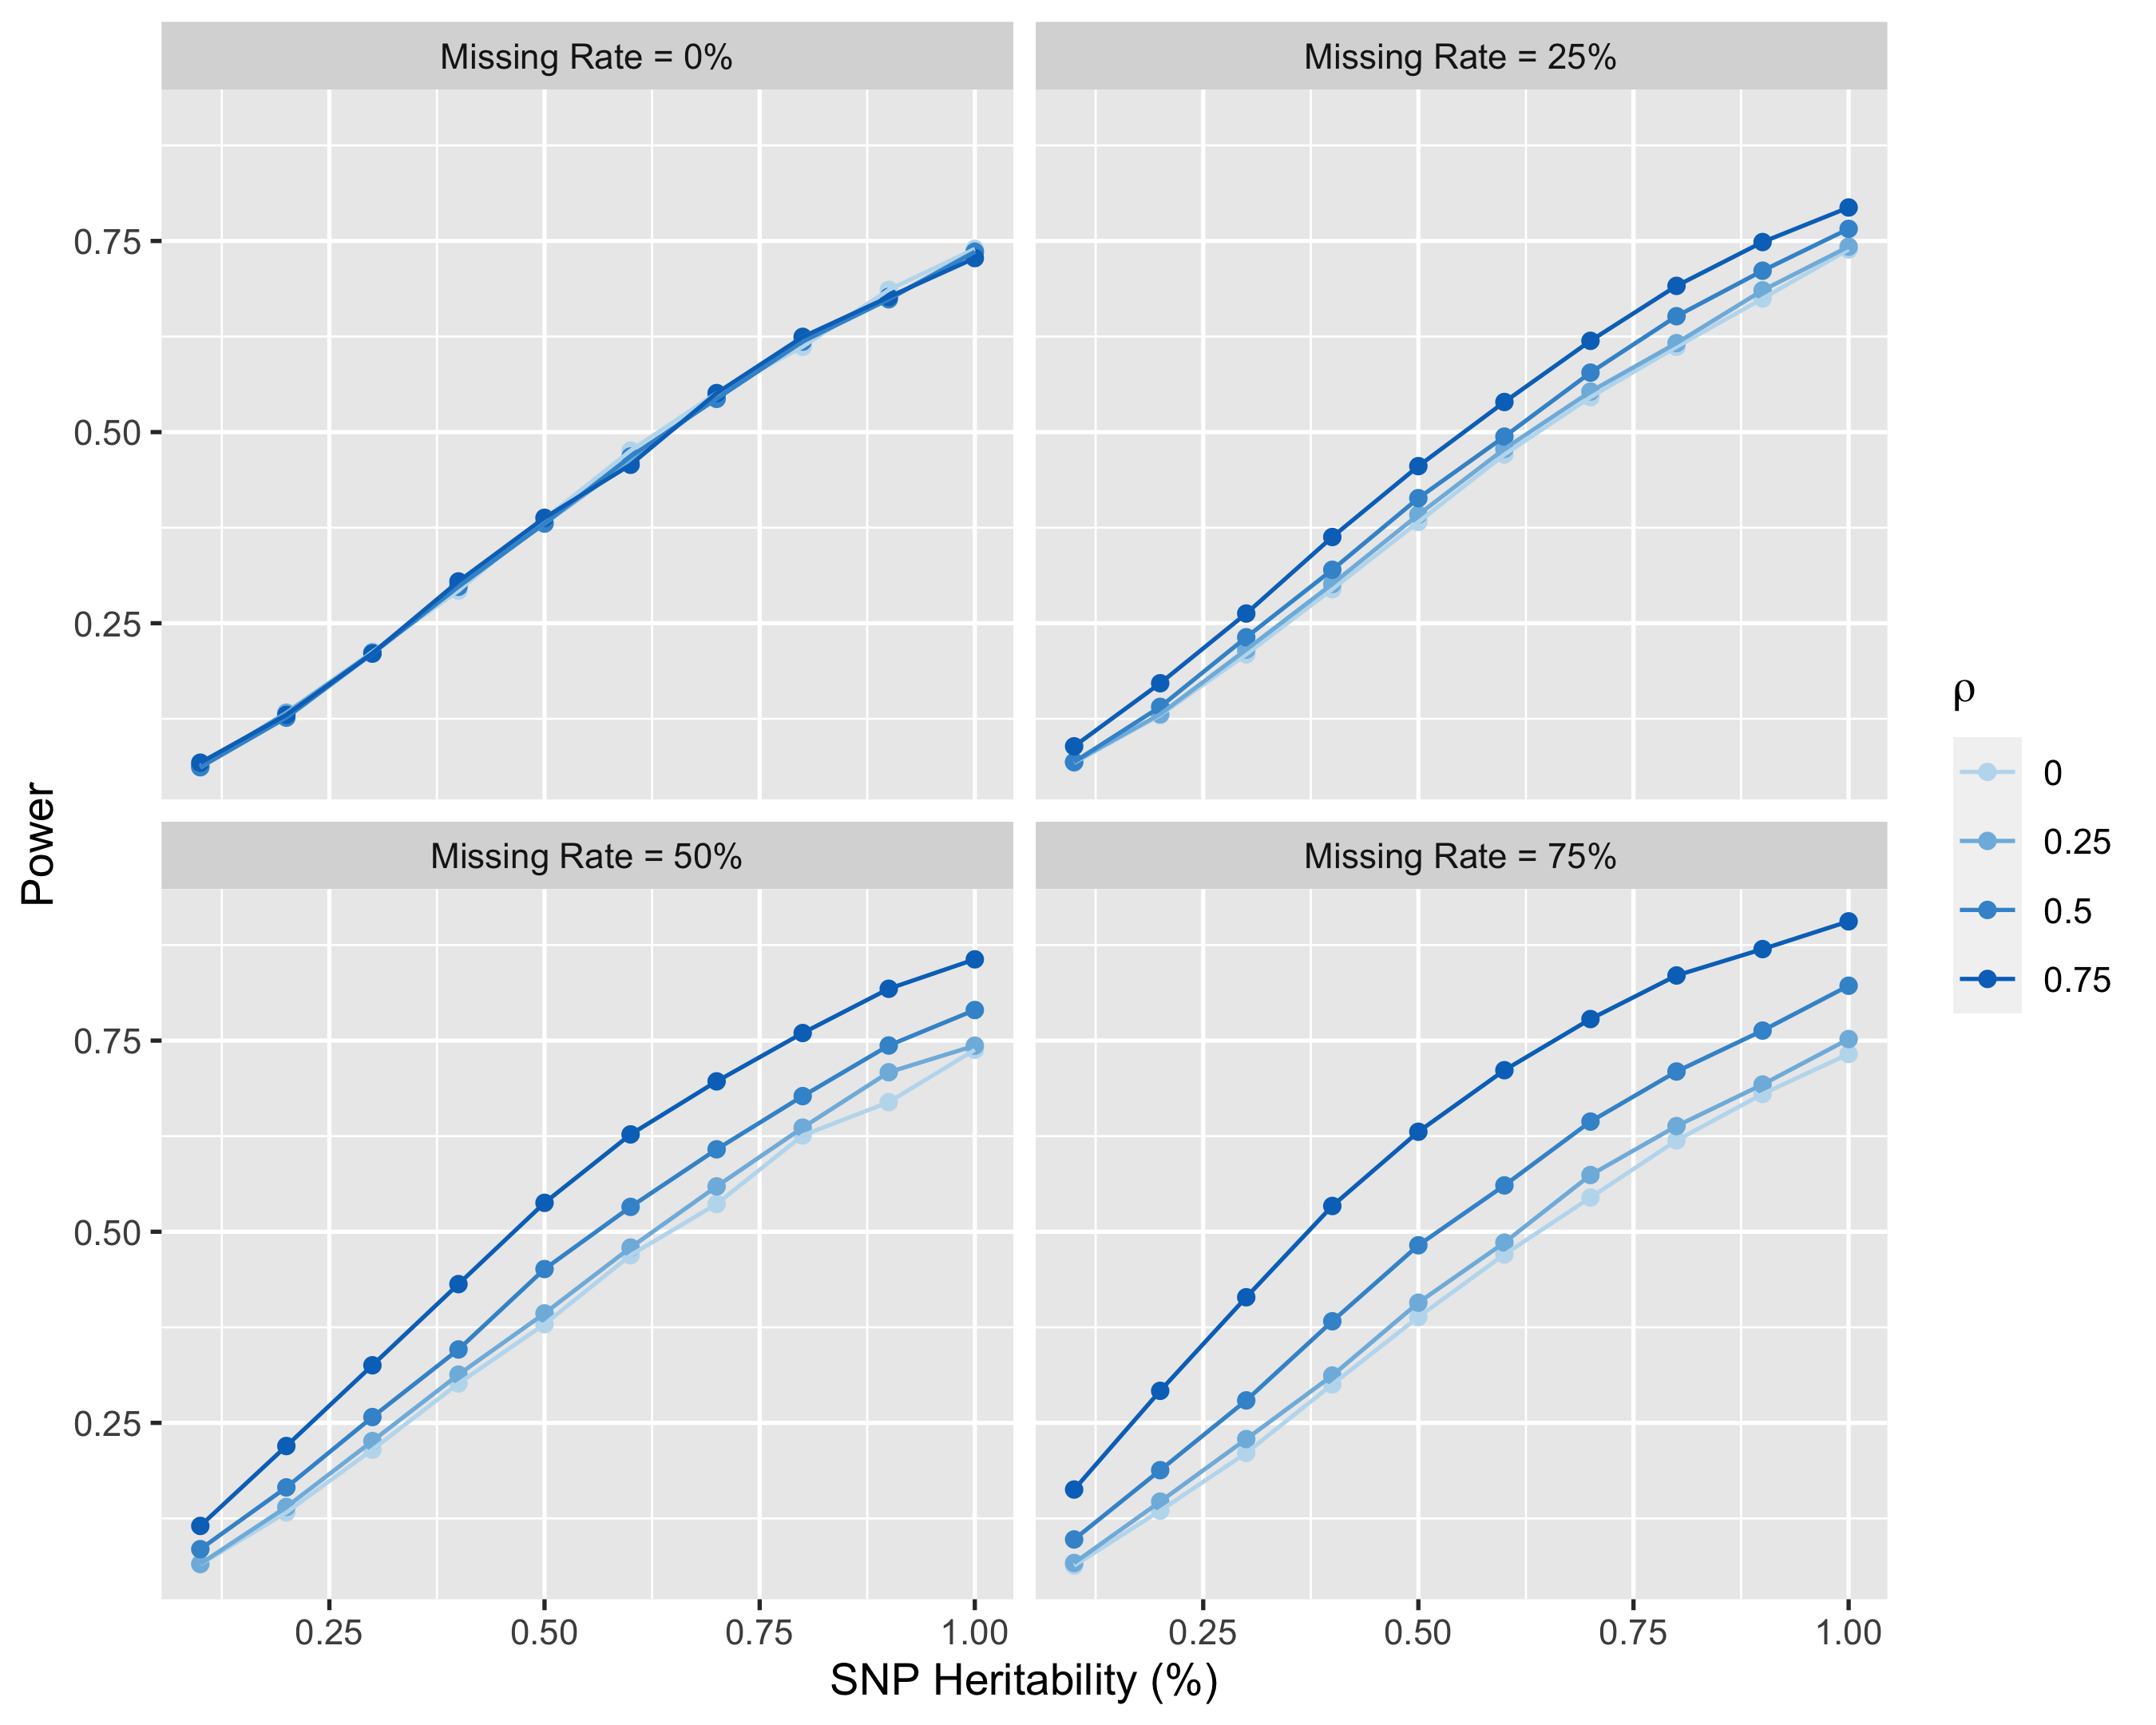 Missing Rate = 0%
Missing Rate = 25%
0.75
0.50
0.25
Missing Rate = 50%
Missing Rate = 75%
0.75
0.50
0.25
0.25 0.50 0.75 1.00
0.25 0.50 0.75 1.00
SNP Heritability (%)
Power
ρ
0
0.25
0.5
0.75